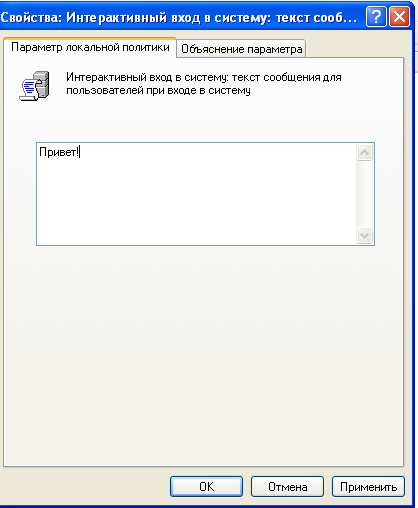 Свойства: Интерактивный вход в систему: текст сооб...
Параметр локальной политики
Объяснение параметра
Интерактивный вход в систему: текст сообщения для
пользователей при входе в систему
Привет!
OK
Отмена
Применить